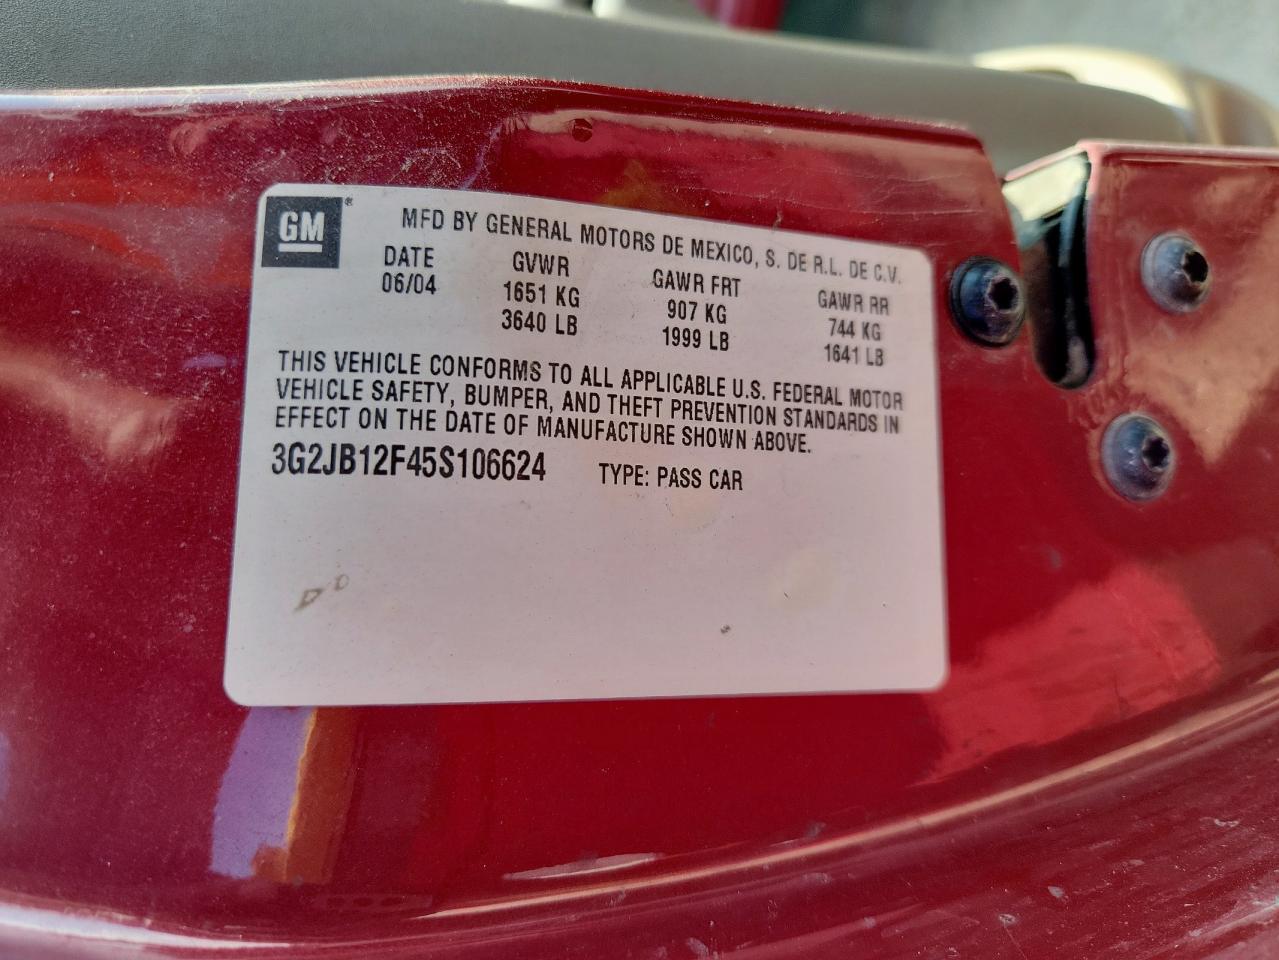 GM®
MFD BY GENERAL MOTORS DE MEXICO, S. DE R.L. DE C.V.
DATE GVWR GAWR FRT GAWR RR
06/04 1651 KG 907 KG 744 KG
3640 LB 1999 LB 1641 LB
THIS VEHICLE CONFORMS TO ALL APPLICABLE U.S. FEDERAL MOTOR
VEHICLE SAFETY, BUMPER, AND THEFT PREVENTION STANDARDS IN
EFFECT ON THE DATE OF MANUFACTURE SHOWN ABOVE.
3G2JB12F45S106624 TYPE: PASS CAR